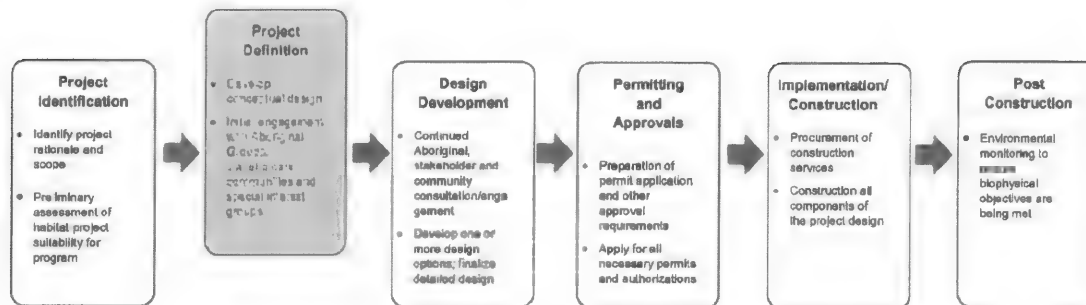 Project
Identification
Identify project
rationale and
scope
Preliminary
assessment of
habitat project
suitability for
program
Project
Definition
Develop
conceptual design
Initial engagement
with Aboriginal
Groups,
communities and
special interest
groups
Design
Development
Continued
Aboriginal,
stakeholder and
community
consultation/enga
gement
Develop one or
more design
options; finalize
detailed design
Permitting
and
Approvals
Preparation of
permit application
and other
approval
requirements
Apply for all
necessary permits
and authorizations
Implementation/
Construction
Procurement of
construction
services
Construction all
components of
the project design
Post
Construction
Environmental
monitoring to
ensure
biophysical
objectives are
being met